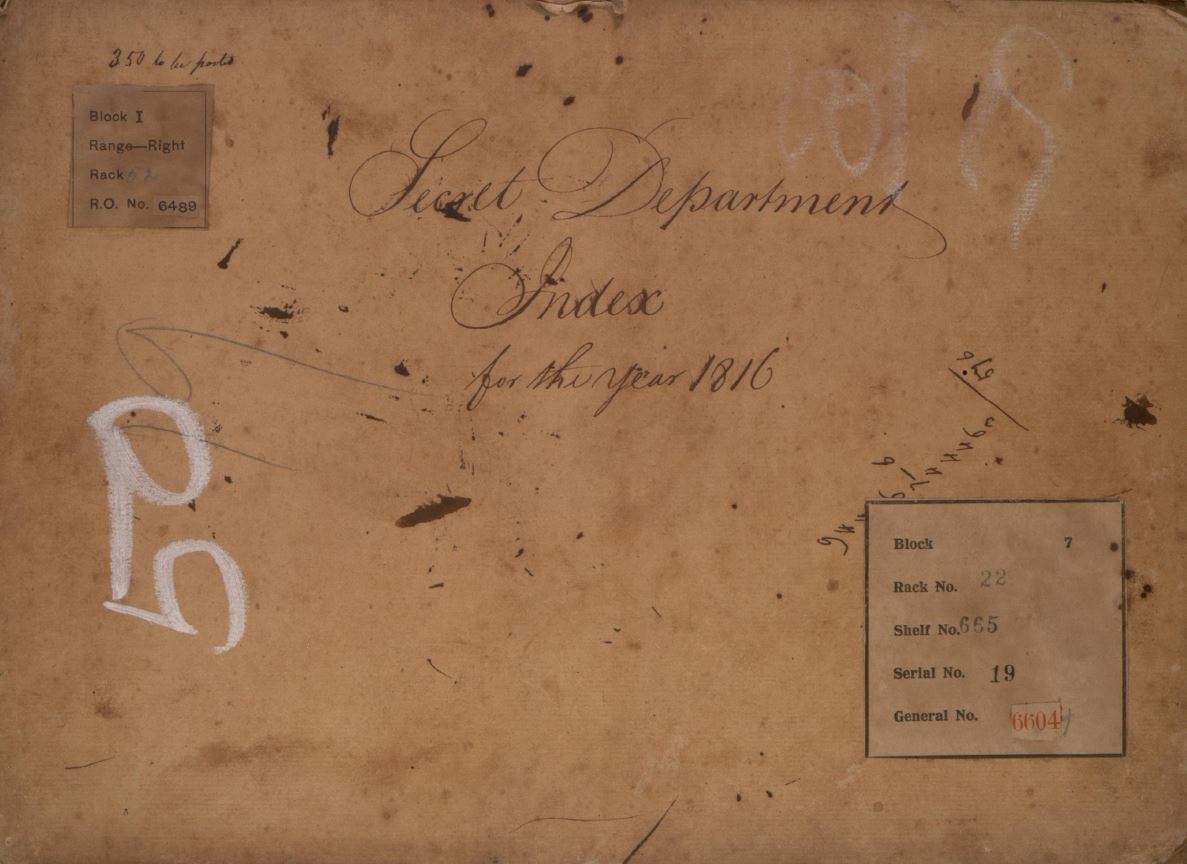 350 to be
Block I
Range—Right
Rack 52
R.O. No. 6489
Secret Department
Index
for the Year 1816
Block 7
Rack No. 22
Shelf No. 665
Serial No. 19
General No. 6604